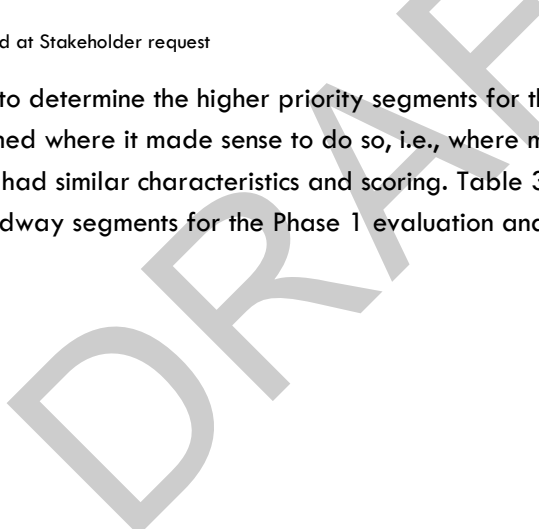 d at Stakeholder request
to determine the higher priority segments for th
ned where it made sense to do so, i.e., where m
had similar characteristics and scoring. Table 3
dway segments for the Phase 1 evaluation and
DRAF